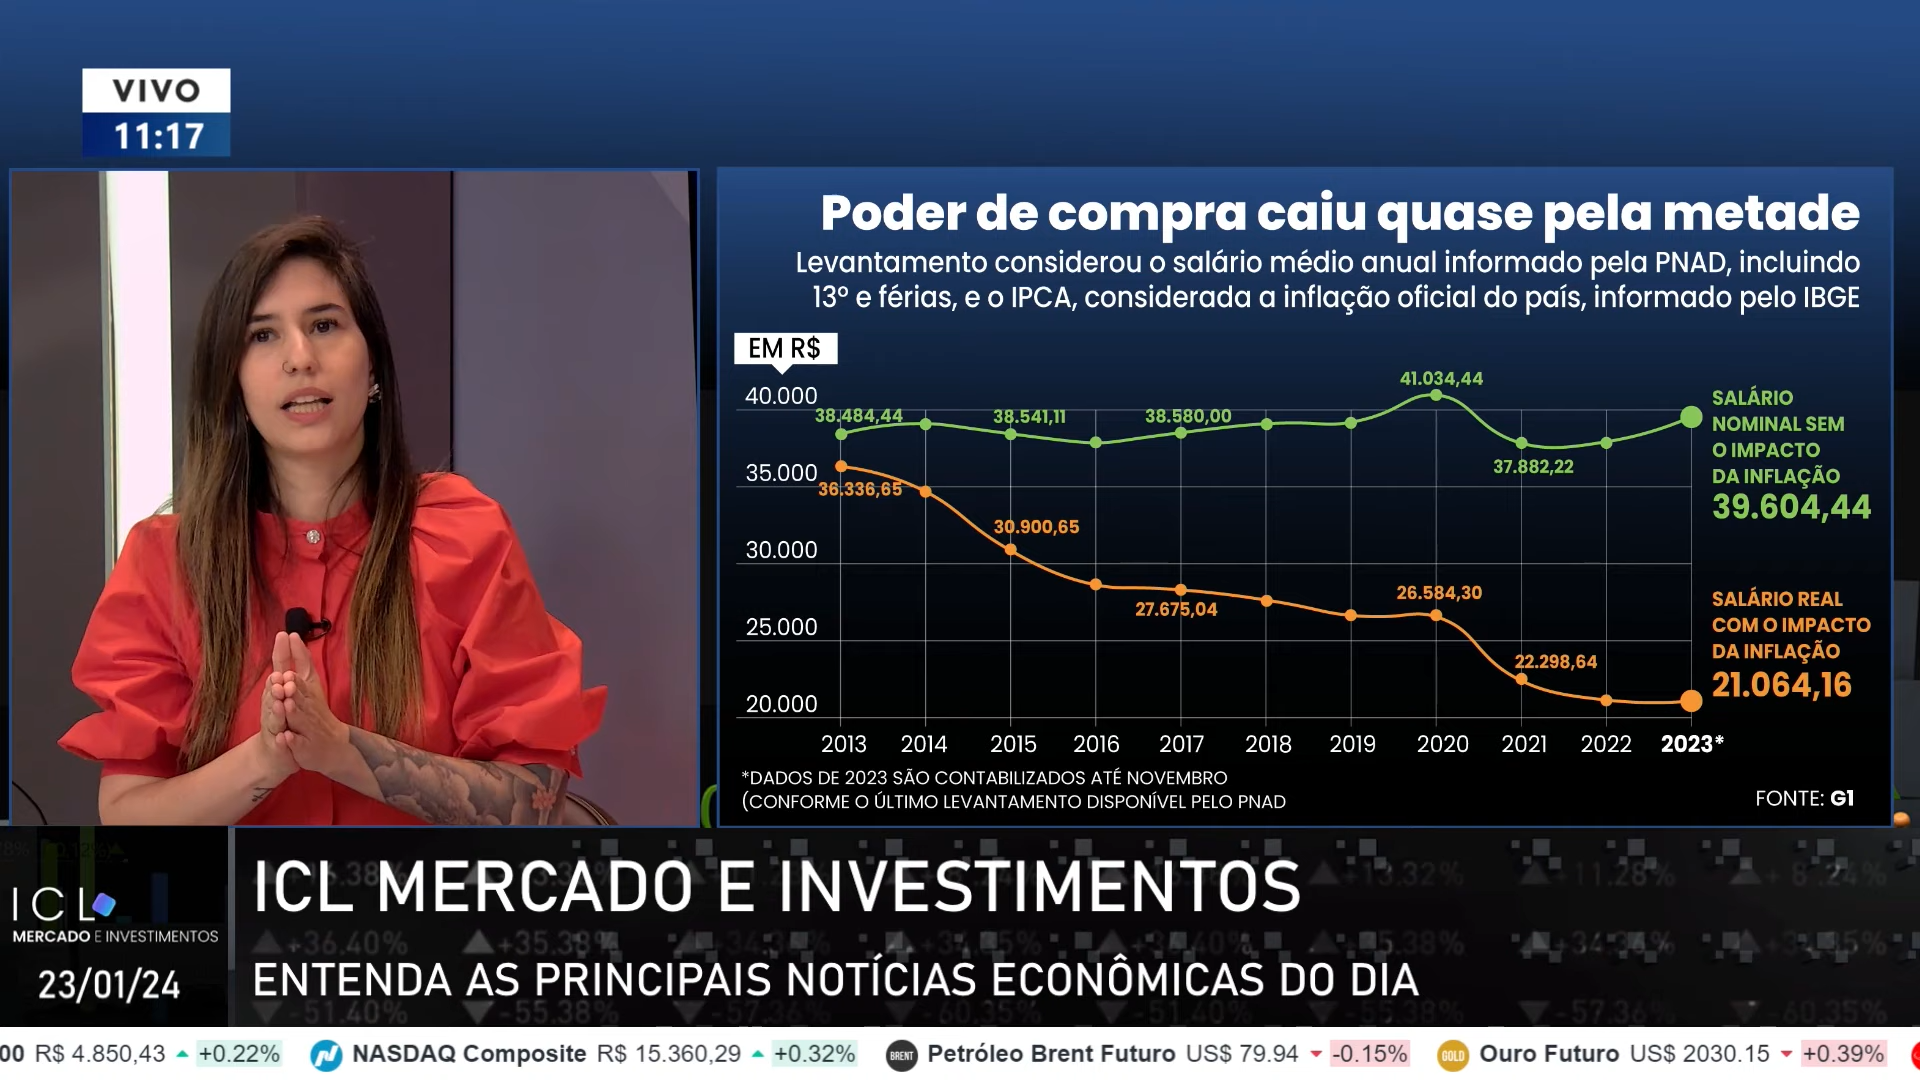 VIVO
11:17
Poder de compra caiu quase pela metade
Levantamento considerou o salário médio anual informado pela PNAD, incluindo
13º e férias, e o IPCA, considerada a inflação oficial do país, informado pelo IBGE
EM R$
40.000
35.000
30.000
25.000
20.000
38.484,44
38.541,11
38.580,00
41.034,44
37.882,22
36.336,65
30.900,65
27.675,04
26.584,30
22.298,64
SALÁRIO
NOMINAL SEM
O IMPACTO
DA INFLAÇÃO
39.604,44
SALÁRIO REAL
COM O IMPACTO
DA INFLAÇÃO
21.064,16
2013 2014 2015 2016 2017 2018 2019 2020 2021 2022 2023*
*DADOS DE 2023 SÃO CONTABILIZADOS ATÉ NOVEMBRO
(CONFORME O ÚLTIMO LEVANTAMENTO DISPONÍVEL PELO PNAD
FONTE: G1
ICL
MERCADO E INVESTIMENTOS
23/01/24
ICL MERCADO E INVESTIMENTOS
ENTENDA AS PRINCIPAIS NOTÍCIAS ECONÔMICAS DO DIA
00 R$ 4.850,43 +0.22% NASDAQ Composite R$ 15.360,29 +0.32% BRENT Petróleo Brent Futuro US$ 79.94 -0.15% GOLD Ouro Futuro US$ 2030.15 +0.39%